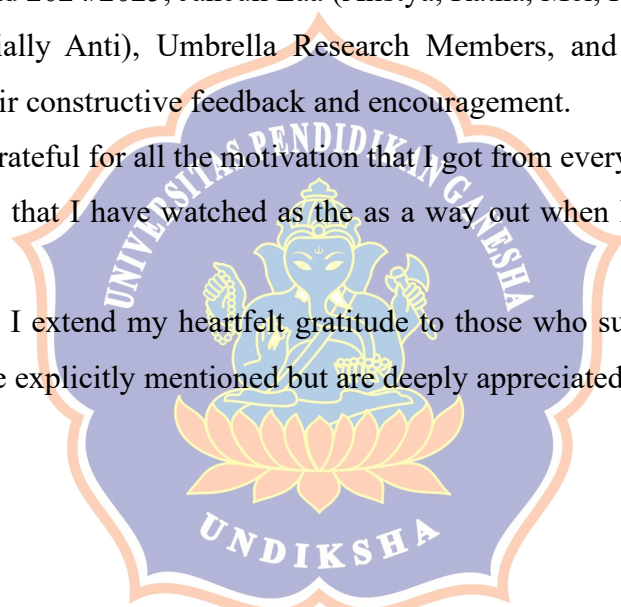 ially Anti), Umbrella Research Members, and
ir constructive feedback and encouragement.
rateful for all the motivation that I got from every
that I have watched as the as a way out when
I extend my heartfelt gratitude to those who su
e explicitly mentioned but are deeply appreciated
UNIVERSITAS PENDIDIKAN GANESHA
UNDIKSHA